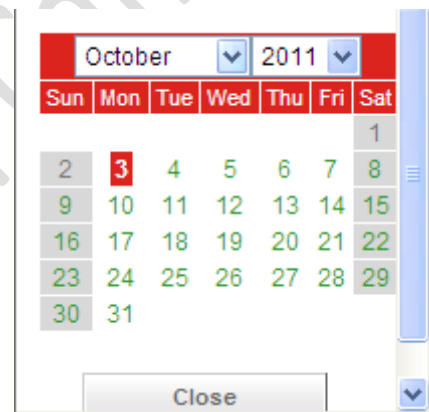 October 2011
Sun Mon Tue Wed Thu Fri Sat
1
2 3 4 5 6 7 8
9 10 11 12 13 14 15
16 17 18 19 20 21 22
23 24 25 26 27 28 29
30 31
Close